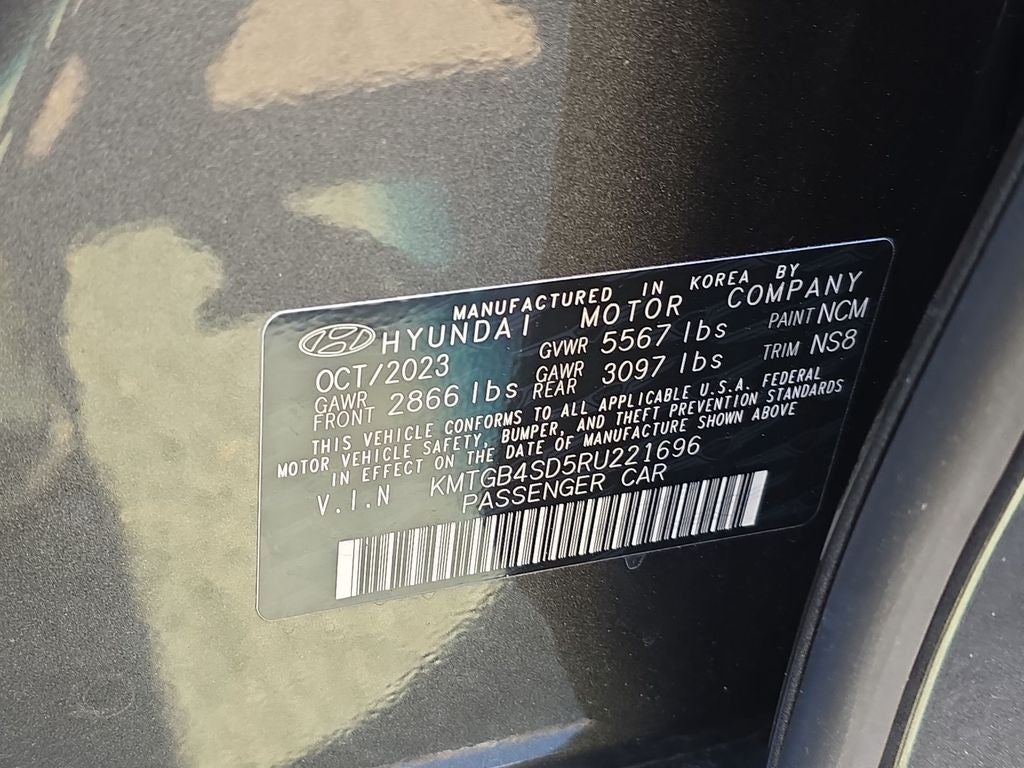 MANUFACTURED IN KOREA BY
HYUNDAI MOTOR COMPANY
OCT/2023 GVWR 5567 lbs PAINT NCM
GAWR FRONT 2866 lbs GAWR REAR 3097 lbs TRIM NS8
THIS VEHICLE CONFORMS TO ALL APPLICABLE U.S.A. FEDERAL
MOTOR VEHICLE SAFETY, BUMPER, AND THEFT PREVENTION STANDARDS
IN EFFECT ON THE DATE OF MANUFACTURE SHOWN ABOVE
V.I.N KMTGB4SD5RU221696
PASSENGER CAR